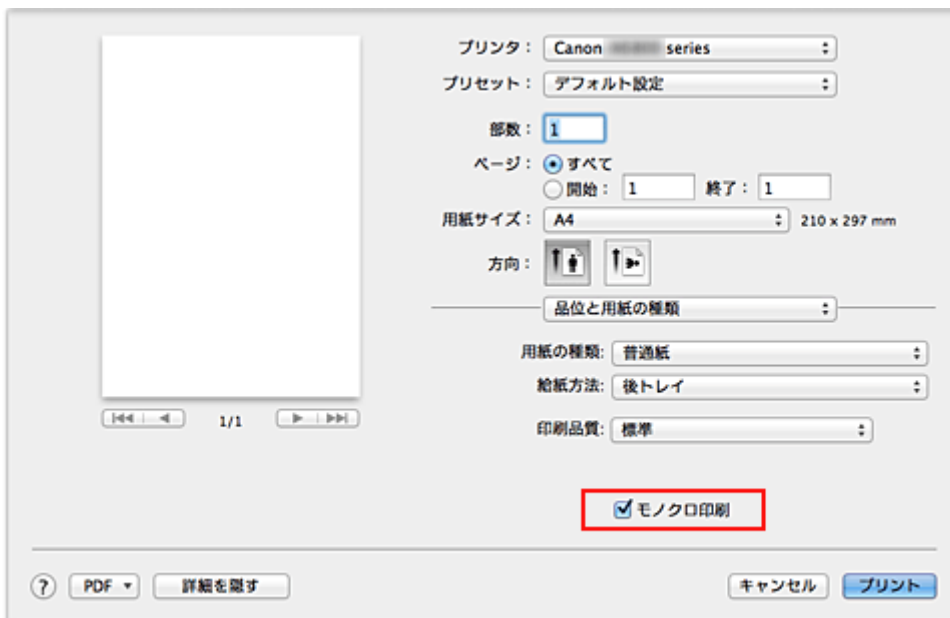 プリンタ： Canon series
プリセット： デフォルト設定
部数： 1
ページ： すべて
開始： 1 終了： 1
用紙サイズ： A4 210 x 297 mm
方向：
品位と用紙の種類
用紙の種類: 普通紙
給紙方法: 後トレイ
1/1
印刷品質: 標準
モノクロ印刷
? PDF 詳細を隠す キャンセル プリント